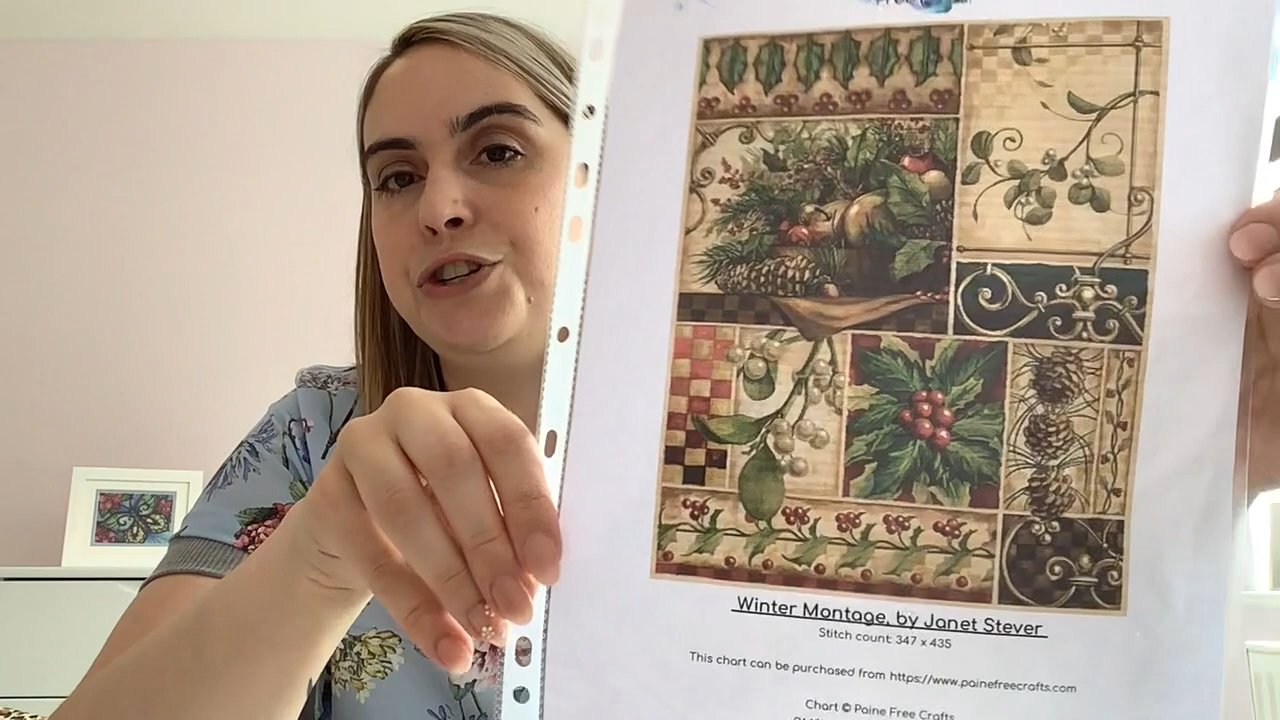 Winter Montage, by Janet Stever
Stitch count: 347 x 435
This chart can be purchased from https://www.painefreecrafts.com
Chart © Paine Free Crafts